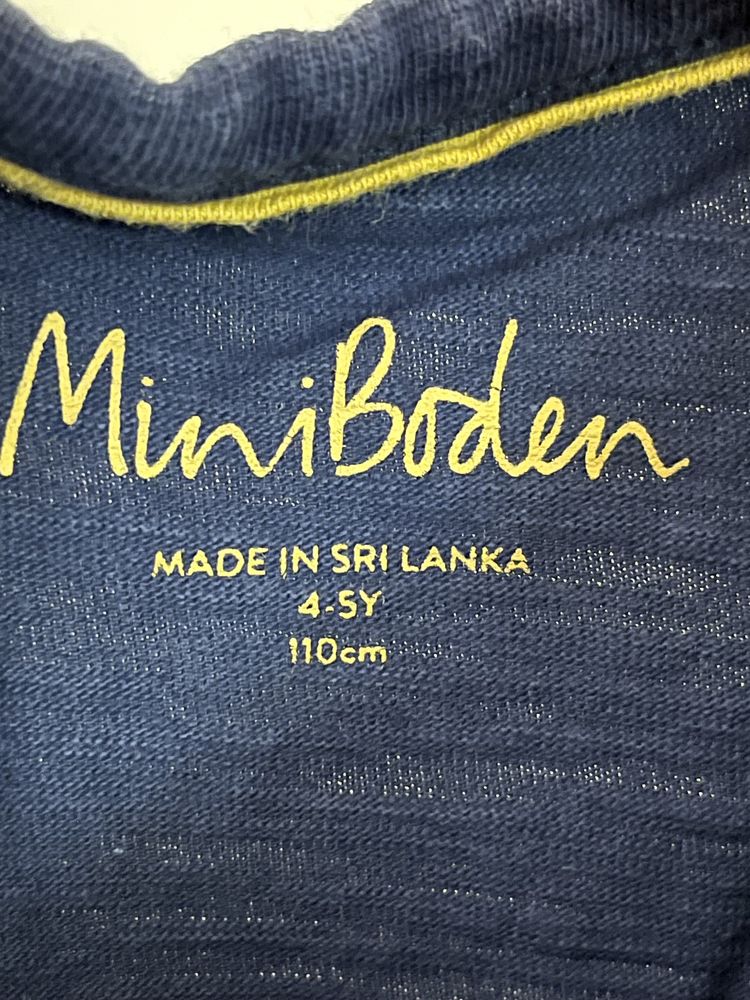 MiniBoden
MADE IN SRI LANKA
4-5Y
110cm